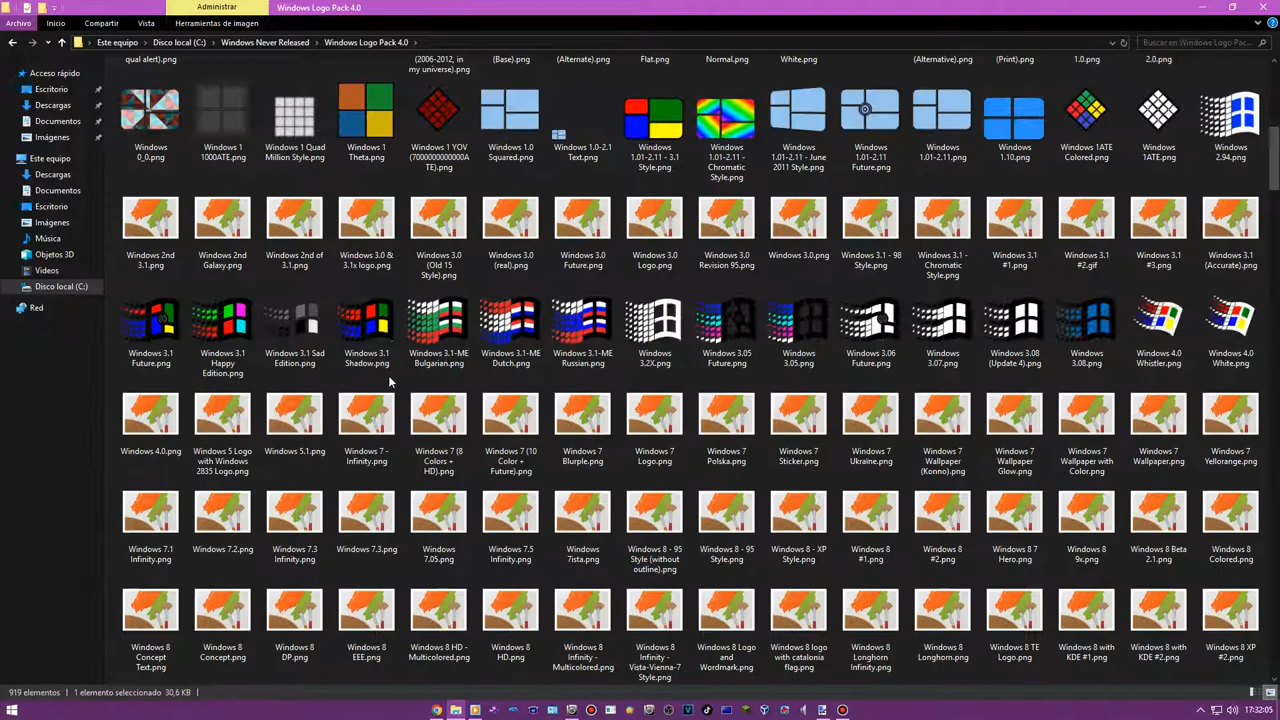 Administrar
Windows Logo Pack 4.0
Archivo
Inicio
Compartir
Vista
Herramientas de imagen
Este equipo
Disco local (C:)
Windows Never Released
Windows Logo Pack 4.0
Buscar en Windows Logo Pac...
Acceso rápido
Escritorio
Descargas
Documentos
Imágenes
Este equipo
Descargas
Documentos
Escritorio
Imágenes
Música
Objetos 3D
Videos
Disco local (C:)
Red
qual alert).png
(2006-2012, in
my universe).png
(Base).png
(Alternate).png
Flat.png
Normal.png
White.png
(Alternative).png
(Print).png
1.0.png
2.0.png
Windows
0_0.png
Windows 1
1000ATE.png
Windows 1 Quad
Million Style.png
Windows 1
Theta.png
Windows 1 YOV
(700000000000A
TE).png
Windows 1.0
Squared.png
Windows 1.0-2.1
Text.png
Windows
1.01-2.11 - 3.1
Style.png
Windows
1.01-2.11 -
Chromatic
Style.png
Windows
1.01-2.11 - June
2011 Style.png
Windows
1.01-2.11
Future.png
Windows
1.01-2.11.png
Windows
1.10.png
Windows 1ATE
Colored.png
Windows
1ATE.png
Windows
2.94.png
Windows 2nd
3.1.png
Windows 2nd
Galaxy.png
Windows 2nd of
3.1.png
Windows 3.0 &
3.1x logo.png
Windows 3.0
(Old 15
Style).png
Windows 3.0
(real).png
Windows 3.0
Future.png
Windows 3.0
Logo.png
Windows 3.0
Revision 95.png
Windows 3.0.png
Windows 3.1 - 98
Style.png
Windows 3.1 -
Chromatic
Style.png
Windows 3.1
#1.png
Windows 3.1
#2.gif
Windows 3.1
#3.png
Windows 3.1
(Accurate).png
Windows 3.1
Future.png
Windows 3.1
Happy
Edition.png
Windows 3.1 Sad
Edition.png
Windows 3.1
Shadow.png
Windows 3.1-ME
Bulgarian.png
Windows 3.1-ME
Dutch.png
Windows 3.1-ME
Russian.png
Windows
3.2X.png
Windows 3.05
Future.png
Windows
3.05.png
Windows 3.06
Future.png
Windows
3.07.png
Windows 3.08
(Update 4).png
Windows
3.08.png
Windows 4.0
Whistler.png
Windows 4.0
White.png
Windows 4.0.png
Windows 5 Logo
with Windows
2835 Logo.png
Windows 5.1.png
Windows 7 -
Infinity.png
Windows 7 (8
Colors +
HD).png
Windows 7 (10
Color +
Future).png
Windows 7
Blurple.png
Windows 7
Logo.png
Windows 7
Polska.png
Windows 7
Sticker.png
Windows 7
Ukraine.png
Windows 7
Wallpaper
(Konno).png
Windows 7
Wallpaper
Glow.png
Windows 7
Wallpaper with
Color.png
Windows 7
Wallpaper.png
Windows 7
Yellorange.png
Windows 7.1
Infinity.png
Windows 7.2.png
Windows 7.3
Infinity.png
Windows 7.3.png
Windows
7.05.png
Windows 7.5
Infinity.png
Windows
7ista.png
Windows 8 - 95
Style (without
outline).png
Windows 8 - 95
Style.png
Windows 8 - XP
Style.png
Windows 8
#1.png
Windows 8
#2.png
Windows 8 7
Hero.png
Windows 8
9x.png
Windows 8 Beta
2.1.png
Windows 8
Colored.png
Windows 8
Concept
Text.png
Windows 8
Concept.png
Windows 8
DP.png
Windows 8
EEE.png
Windows 8 HD -
Multicolored.png
Windows 8
HD.png
Windows 8
Infinity -
Multicolored.png
Windows 8
Infinity -
Vista-Vienna-7
Style.png
Windows 8 Logo
and
Wordmark.png
Windows 8 logo
with catalonia
flag.png
Windows 8
Longhorn
Infinity.png
Windows 8
Longhorn.png
Windows 8 TE
Logo.png
Windows 8 with
KDE #1.png
Windows 8 with
KDE #2.png
Windows 8 XP
#2.png
919 elementos
1 elemento seleccionado 30,6 KB
17:32:05